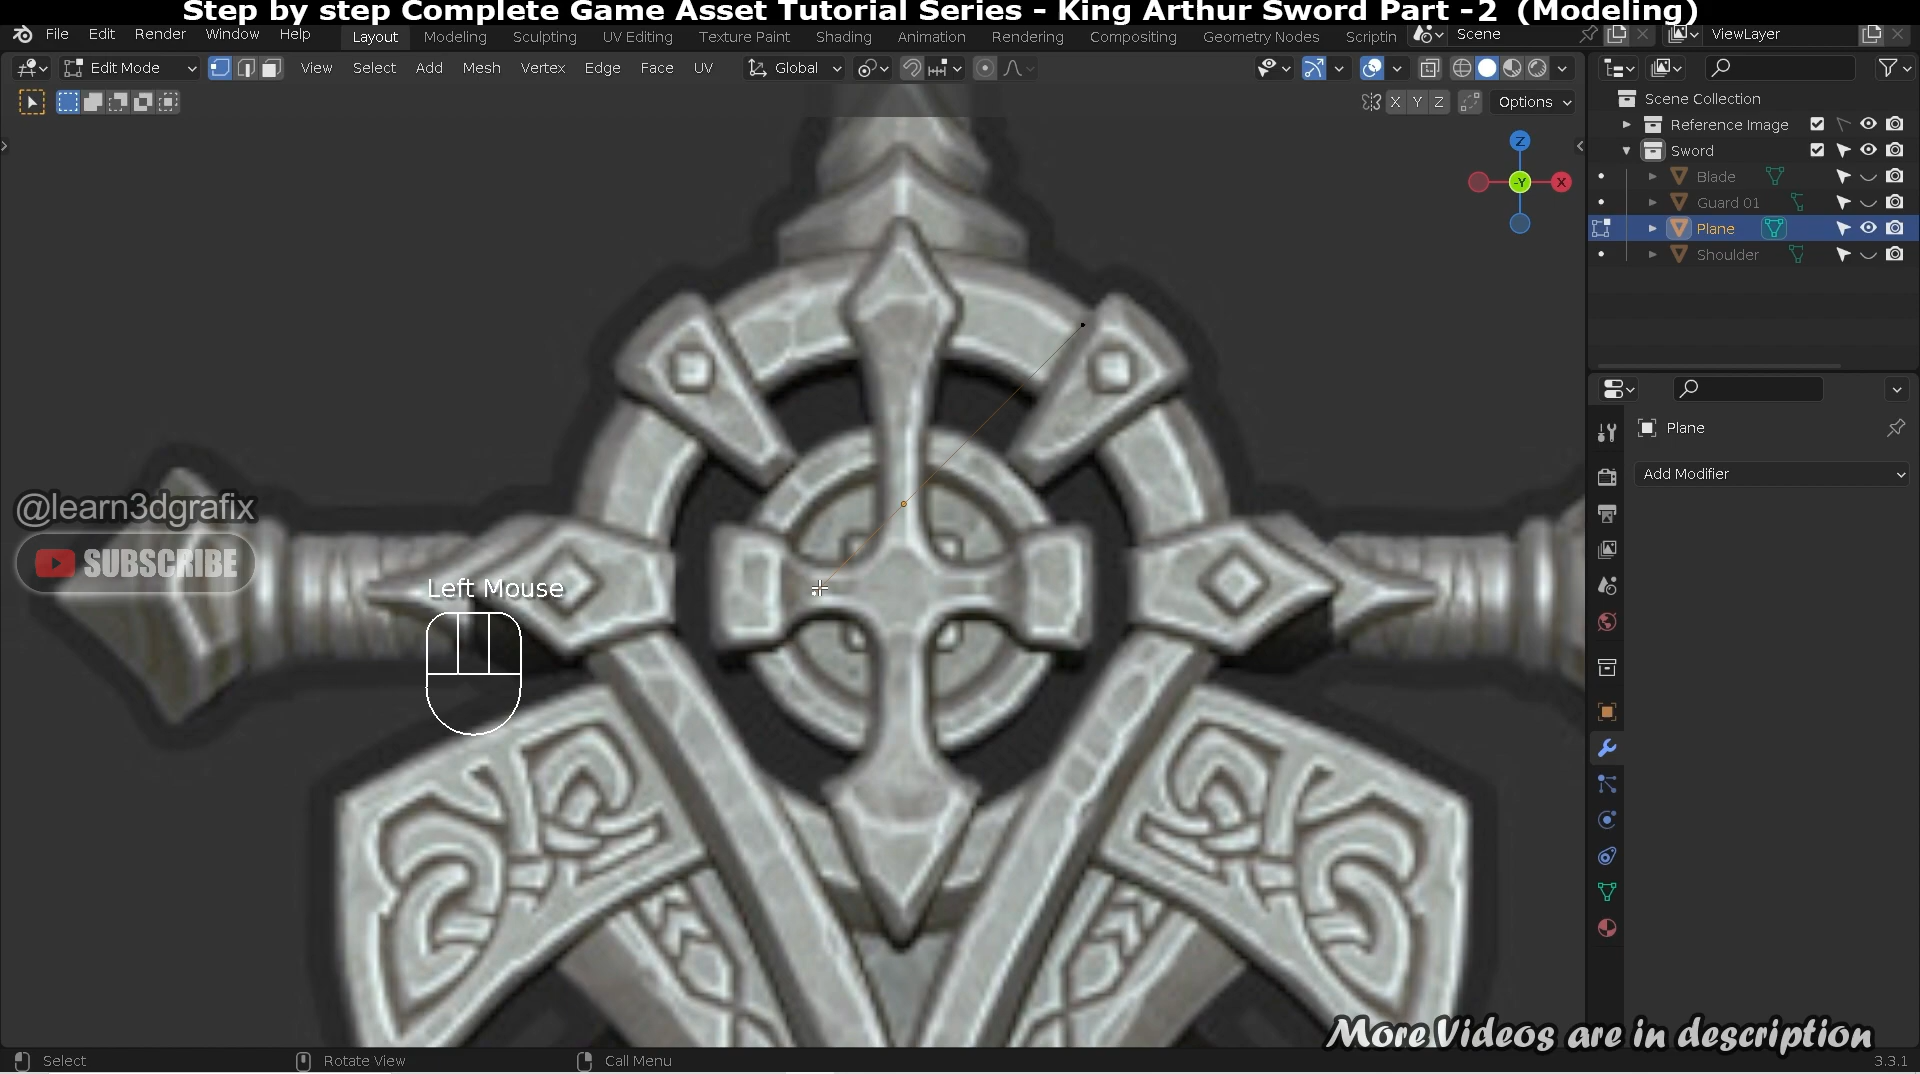 Step by step Complete Game Asset Tutorial Series - King Arthur Sword Part -2 (Modeling)
File Edit Render Window Help Layout Modeling Sculpting UV Editing Texture Paint Shading Animation Rendering Compositing Geometry Nodes Scriptin Scene ViewLayer
Edit Mode View Select Add Mesh Vertex Edge Face UV Global
X Y Z Options
Scene Collection
Reference Image
Sword
Blade
Guard 01
Plane
Shoulder
Z
-Y X
Plane
Add Modifier
@learn3dgrafix
SUBSCRIBE
Left Mouse
More Videos are in description
Select Rotate View Call Menu 3.3.1